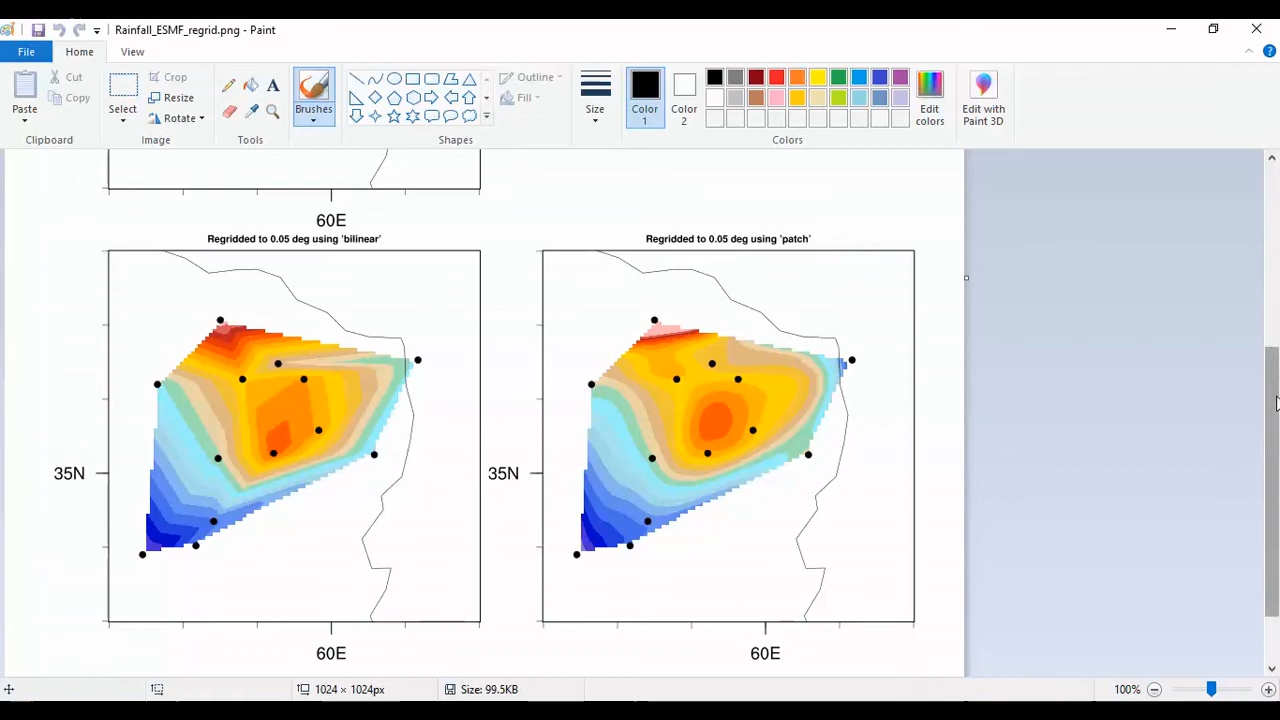 Rainfall_ESMF_regrid.png - Paint
File
Home
View
Paste
Cut
Copy
Clipboard
Select
Crop
Resize
Rotate
Image
Tools
Brushes
Outline
Fill
Shapes
Size
Color
1
Color
2
Edit
colors
Colors
Edit with
Paint 3D
60E
Regridded to 0.05 deg using 'bilinear'
35N
60E
Regridded to 0.05 deg using 'patch'
35N
60E
1024 × 1024px
Size: 99.5KB
100%